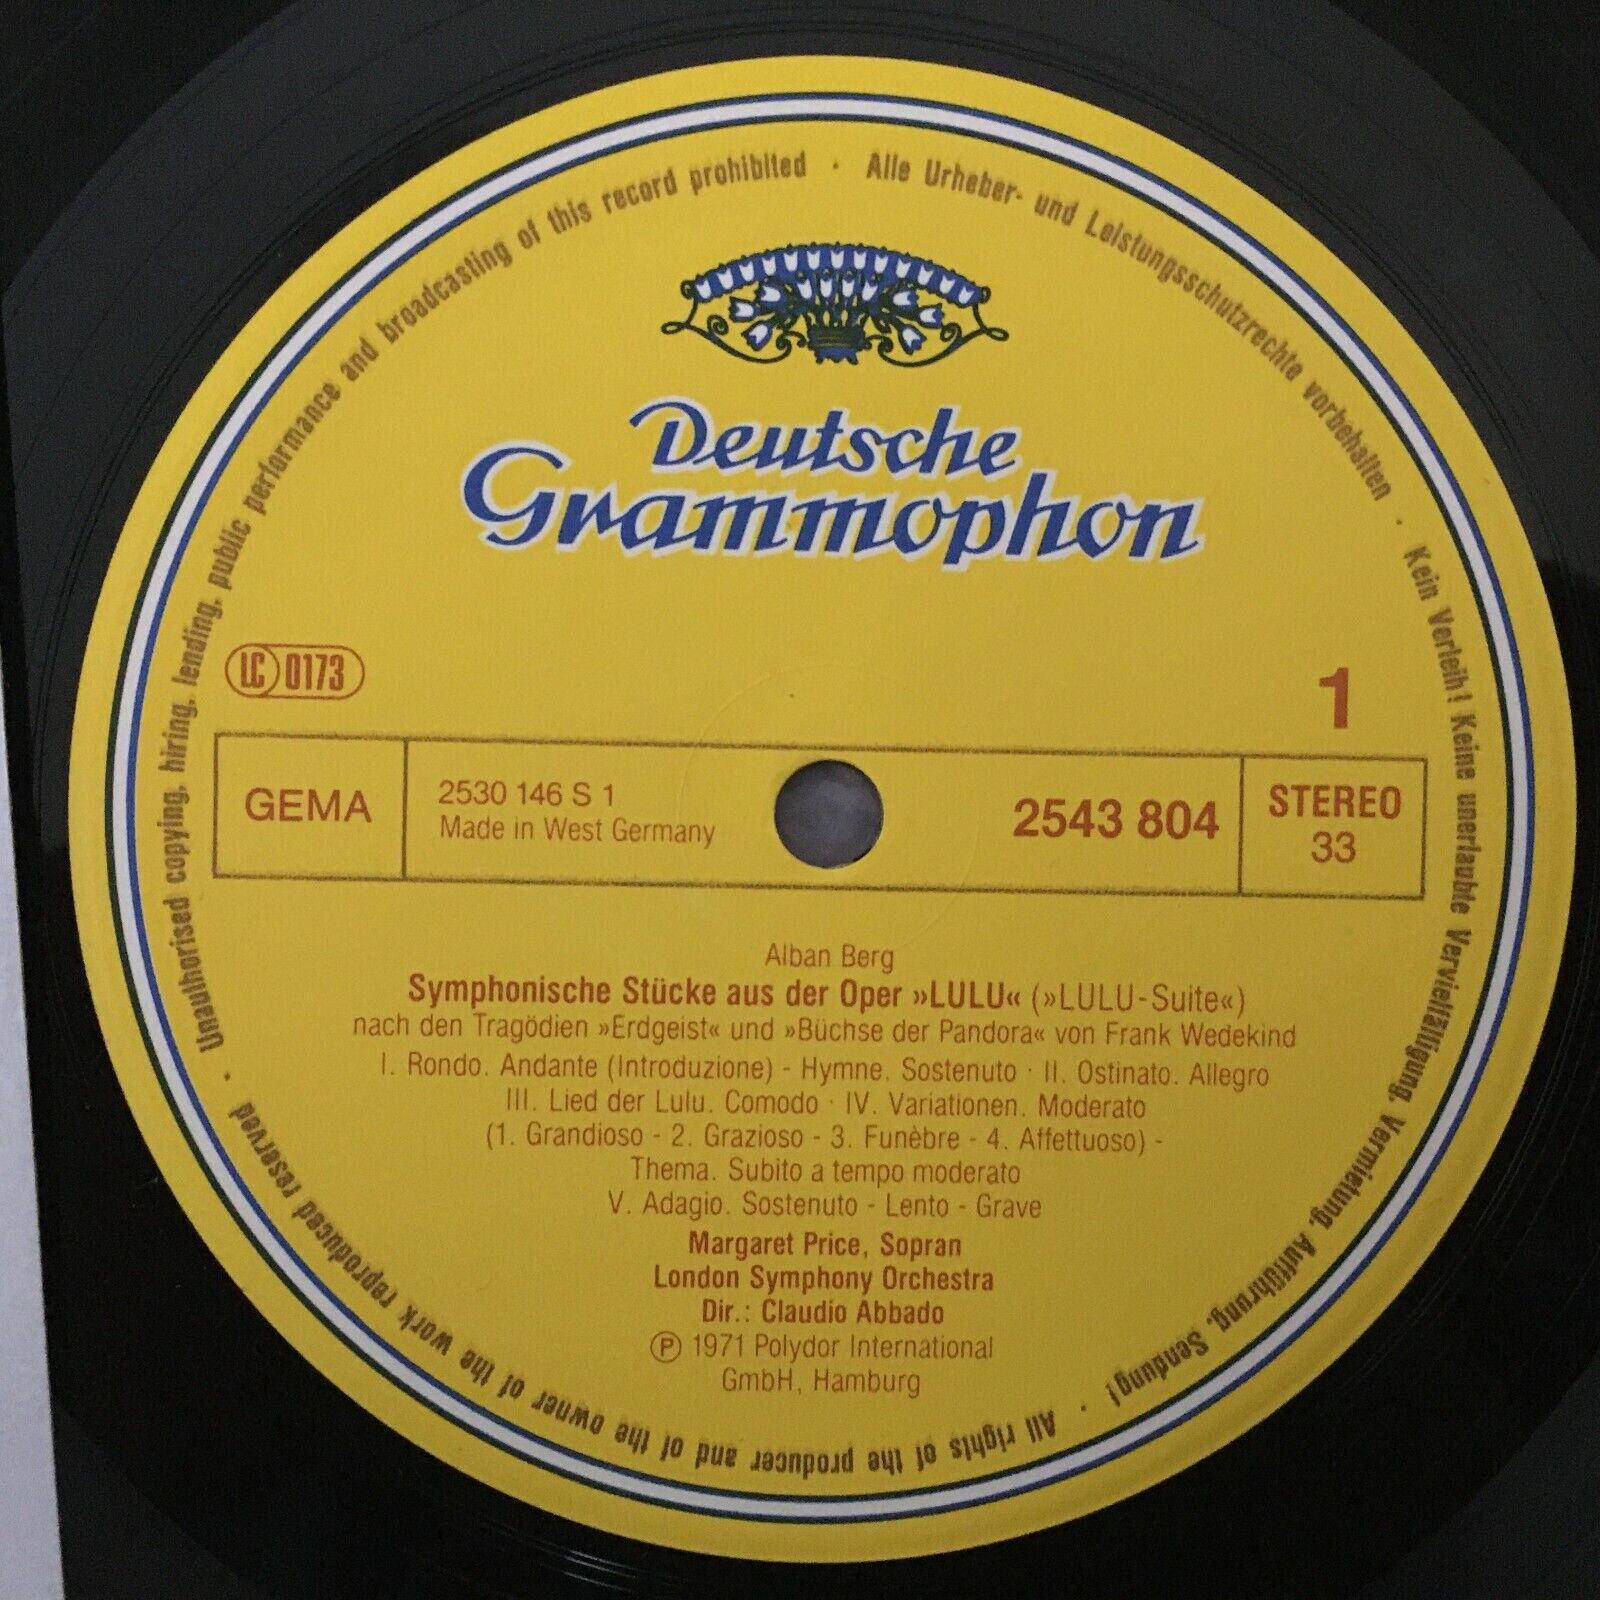 Alle Urheber- und Leistungsschutzrechte vorbehalten · Kein Verleih! Keine unerlaubte Vervielfältigung, Vermietung, Aufführung, Sendung! · All rights of the producer and of the owner of the work reproduced reserved · Unauthorised copying, hiring, lending, public performance and broadcasting of this record prohibited ·
Deutsche
Grammophon
LC 0173
1
GEMA
2530 146 S 1
Made in West Germany
2543 804
STEREO
33
Alban Berg
Symphonische Stücke aus der Oper »LULU« (»LULU-Suite«)
nach den Tragödien »Erdgeist« und »Büchse der Pandora« von Frank Wedekind
I. Rondo. Andante (Introduzione) - Hymne. Sostenuto · II. Ostinato. Allegro
III. Lied der Lulu. Comodo · IV. Variationen. Moderato
(1. Grandioso - 2. Grazioso - 3. Funèbre - 4. Affettuoso) -
Thema. Subito a tempo moderato
V. Adagio. Sostenuto - Lento - Grave
Margaret Price, Sopran
London Symphony Orchestra
Dir.: Claudio Abbado
℗ 1971 Polydor International
GmbH, Hamburg